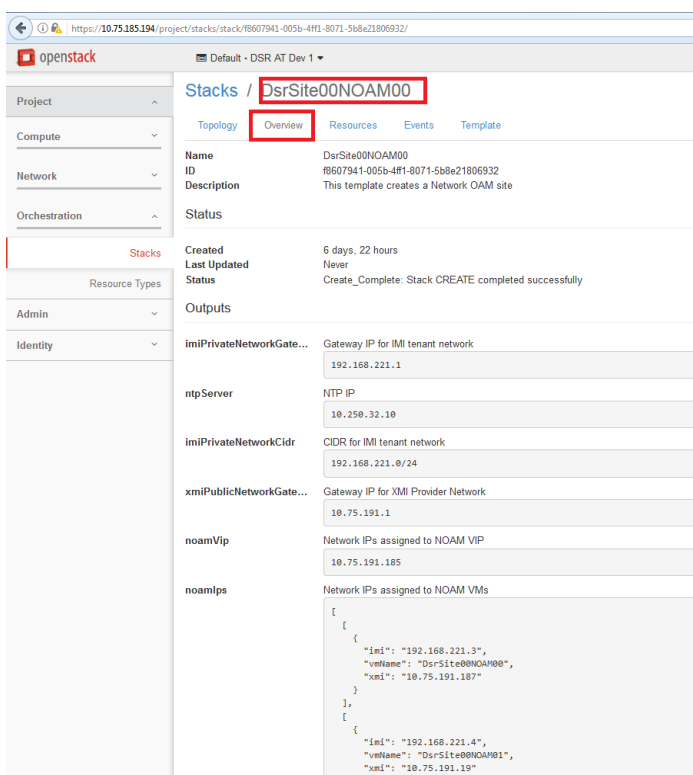 https://10.75.185.194/project/stacks/stack/f8607941-005b-4ff1-8071-5b8e21806932/
openstack
Default • DSR AT Dev 1
Project
Compute
Network
Orchestration
Stacks
Resource Types
Admin
Identity
Stacks / DsrSite00NOAM00
Topology Overview Resources Events Template
Name DsrSite00NOAM00
ID f8607941-005b-4ff1-8071-5b8e21806932
Description This template creates a Network OAM site
Status
Created 6 days, 22 hours
Last Updated Never
Status Create_Complete: Stack CREATE completed successfully
Outputs
imiPrivateNetworkGate... Gateway IP for IMI tenant network
192.168.221.1
ntpServer NTP IP
10.250.32.10
imiPrivateNetworkCidr CIDR for IMI tenant network
192.168.221.0/24
xmiPublicNetworkGate... Gateway IP for XMI Provider Network
10.75.191.1
noamVip Network IPs assigned to NOAM VIP
10.75.191.185
noamIps Network IPs assigned to NOAM VMs
[
[
{
"imi": "192.168.221.3",
"vmName": "DsrSite00NOAM00",
"xmi": "10.75.191.187"
}
],
[
{
"imi": "192.168.221.4",
"vmName": "DsrSite00NOAM01",
"xmi": "10.75.191.19"